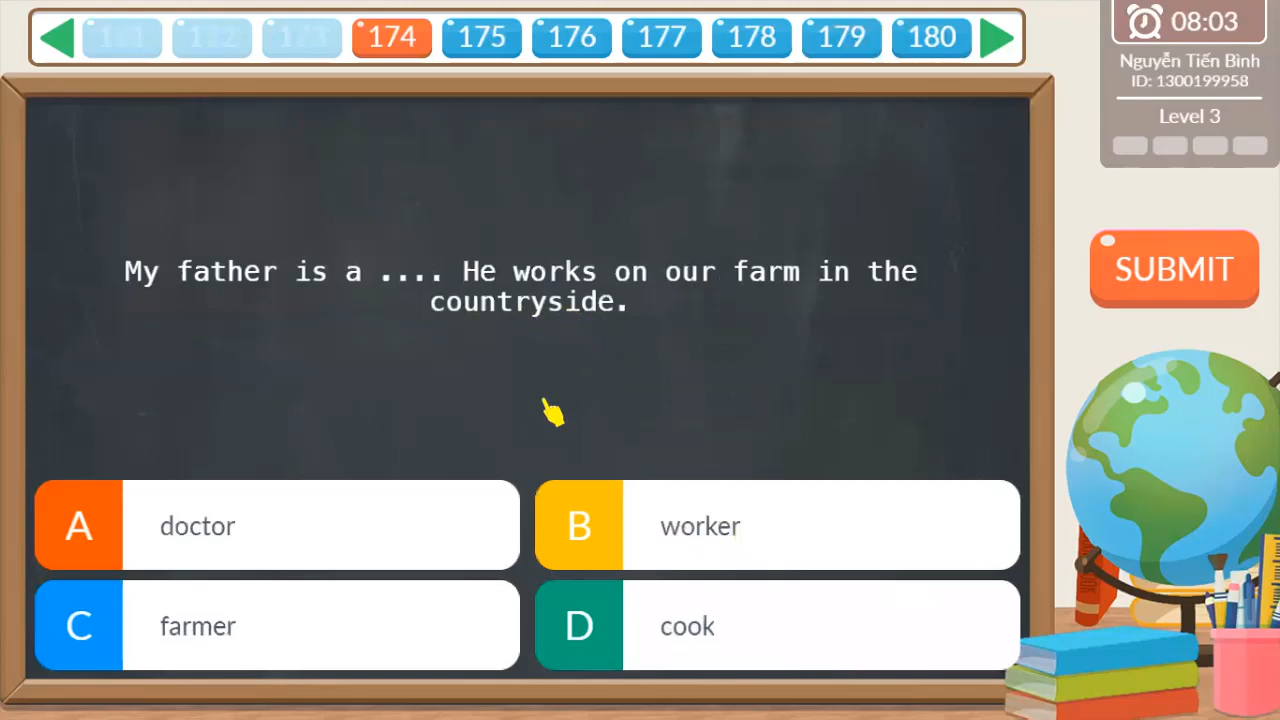 174 175 176 177 178 179 180
08:03
Nguyễn Tiến Bình
ID: 1300199958
Level 3
My father is a .... He works on our farm in the
countryside.
SUBMIT
A doctor
B worker
C farmer
D cook